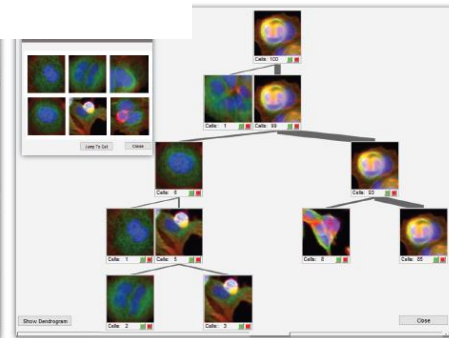 Cells: 100
Jump To Cell
Close
Cells: 1
Cells: 99
Cells: 6
Cells: 93
Cells: 1
Cells: 5
Cells: 8
Cells: 85
Cells: 2
Cells: 3
Show Dendrogram
Close